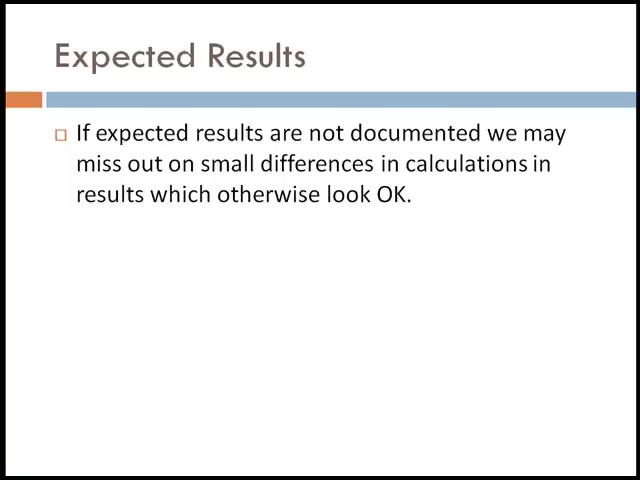 Expected Results
If expected results are not documented we may
miss out on small differences in calculations in
results which otherwise look OK.